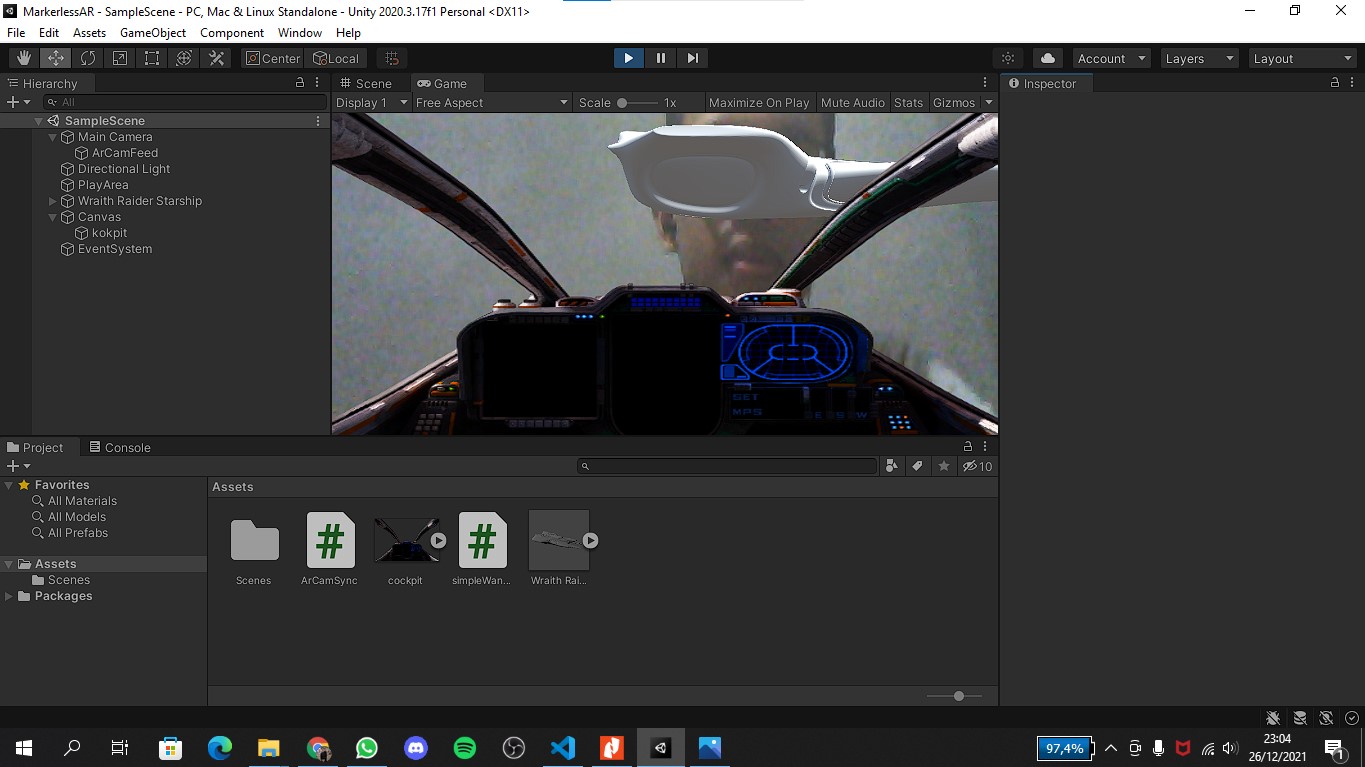 MarkerlessAR - SampleScene - PC, Mac & Linux Standalone - Unity 2020.3.17f1 Personal <DX11>
File Edit Assets GameObject Component Window Help
Center Local Account Layers Layout
Hierarchy
All
SampleScene
Main Camera
ArCamFeed
Directional Light
PlayArea
Wraith Raider Starship
Canvas
kokpit
EventSystem
Scene Game
Display 1 Free Aspect Scale 1x Maximize On Play Mute Audio Stats Gizmos
SET
MPS E S W
Inspector
Project Console
10
Favorites
All Materials
All Models
All Prefabs
Assets
Scenes
Packages
Assets
Scenes ArCamSync cockpit simpleWan... Wraith Rai...
97,4%
23:04
26/12/2021
1